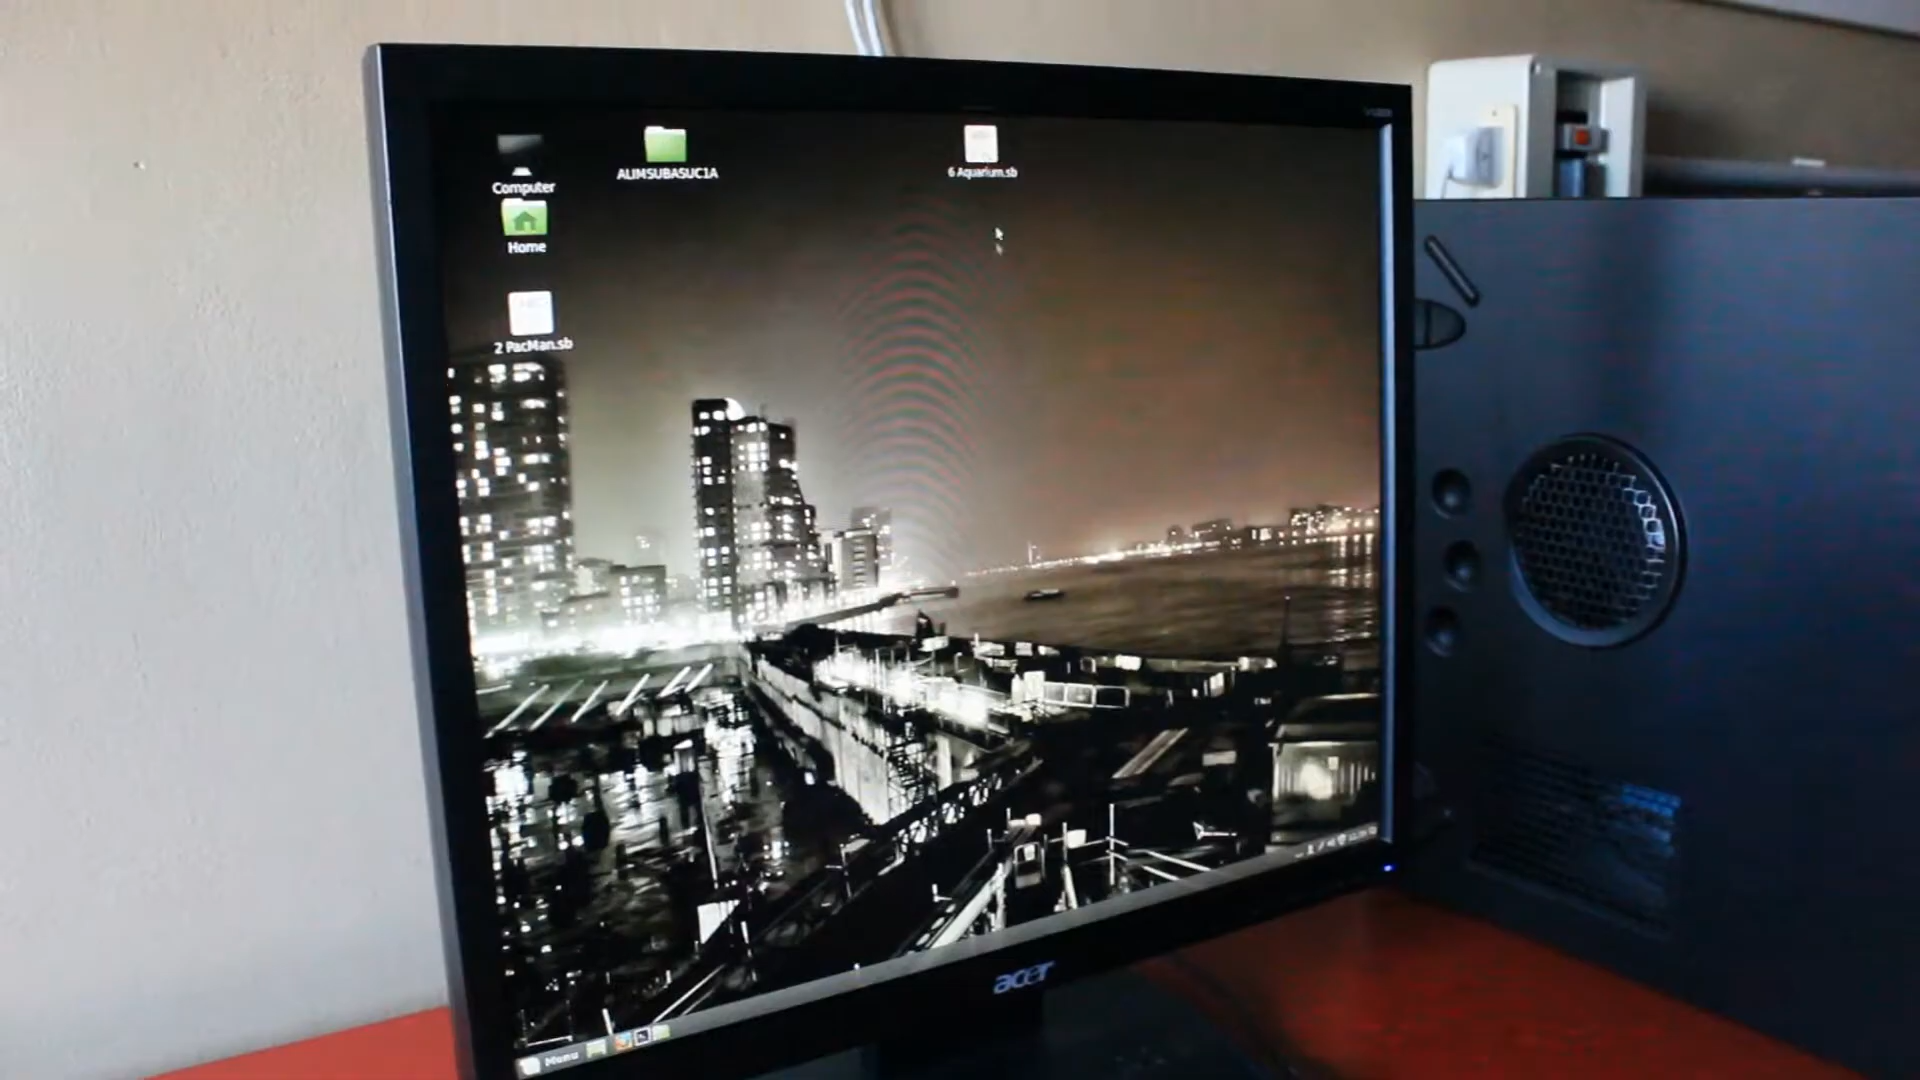 Computer
ALIMSUBASUC1A
6 Aquarium.sb
Home
2 PacMan.sb
acer
Menu